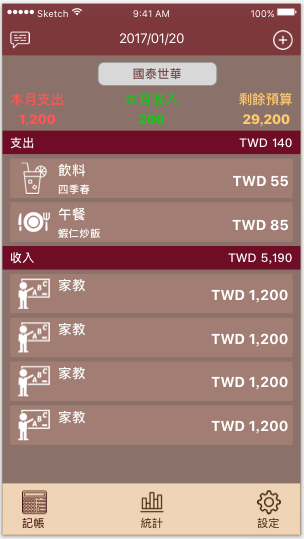 Sketch 9:41 AM 100%
2017/01/20
國泰世華
本月支出 本月收入 剩餘預算
1,200 200 29,200
支出 TWD 140
飲料
四季春
TWD 55
午餐
蝦仁炒飯
TWD 85
收入 TWD 5,190
家教
TWD 1,200
家教
TWD 1,200
家教
TWD 1,200
家教
TWD 1,200
記帳 統計 設定